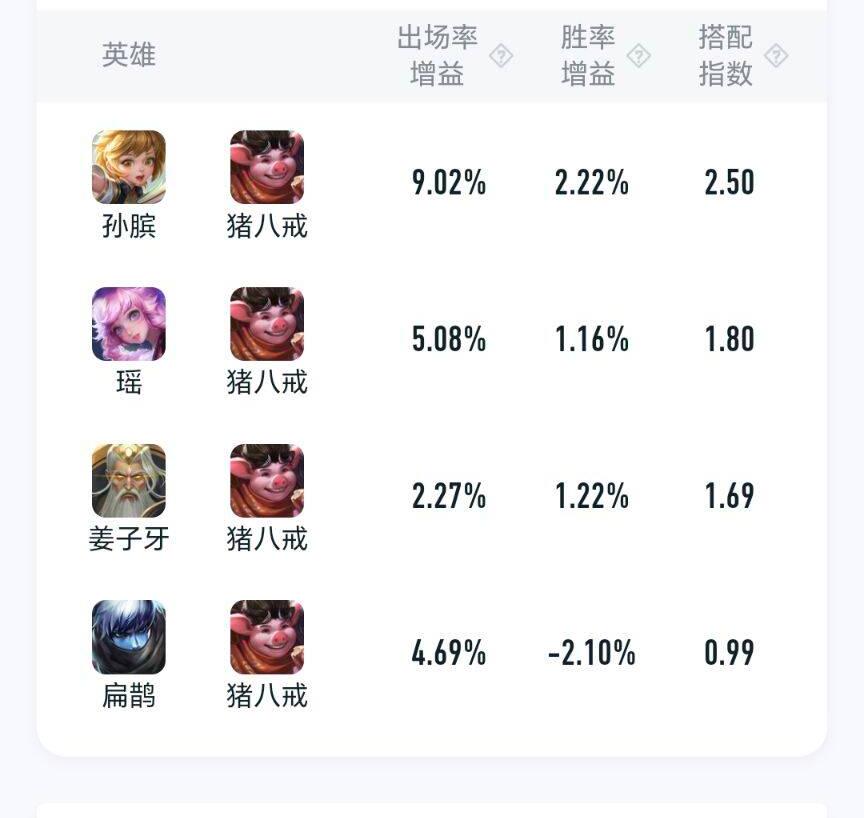 英雄
出场率
增益
?
胜率
增益
?
搭配
指数
?
孙膑 猪八戒 9.02% 2.22% 2.50
瑶 猪八戒 5.08% 1.16% 1.80
姜子牙 猪八戒 2.27% 1.22% 1.69
扁鹊 猪八戒 4.69% -2.10% 0.99